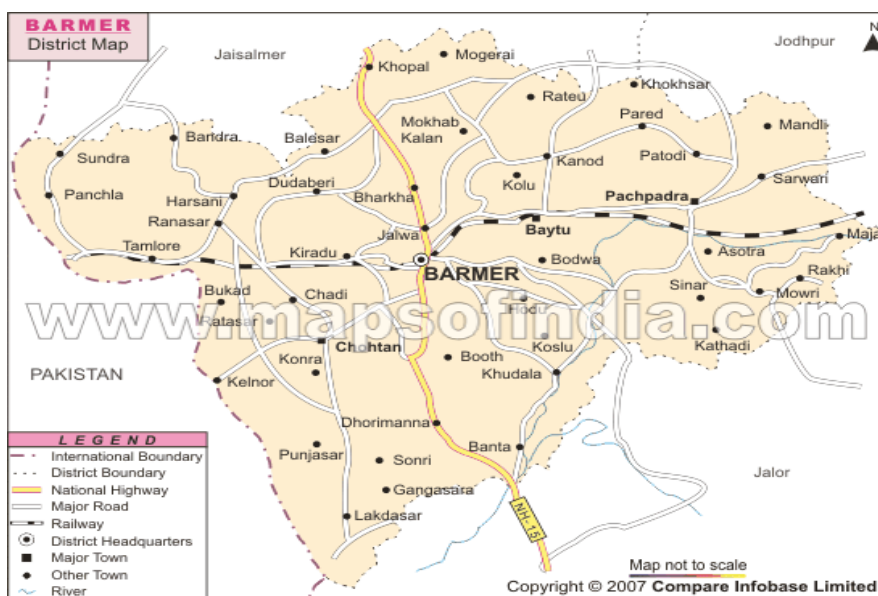 BARMER
District Map
Jaisalmer
Mogerai
Jodhpur
N
Khopal
Khokhsar
Rateu
Mokhab
Kalan
Pared
Mandli
Bandra
Balesar
Sundra
Kanod
Patodi
Dudaberi
Kolu
Sarwari
Panchla
Harsani
Bharkha
Pachpadra
Ranasar
Jalwa
Baytu
Maja
Tamlore
Kiradu
Asotra
BARMER
Bodwa
Rakhi
Bukad
Chadi
Hodu
Sinar
Mowri
www.mapsofindia.com
Ratasar
Chohtan
Koslu
Kathadi
Konra
Booth
PAKISTAN
Kelnor
Khudala
Dhorimanna
LEGEND
International Boundary
District Boundary
National Highway
Major Road
Railway
District Headquarters
Major Town
Other Town
River
Punjasar
Sonri
Banta
Jalor
Gangasara
Lakdasar
NH-15
Map not to scale
Copyright © 2007 Compare Infobase Limited